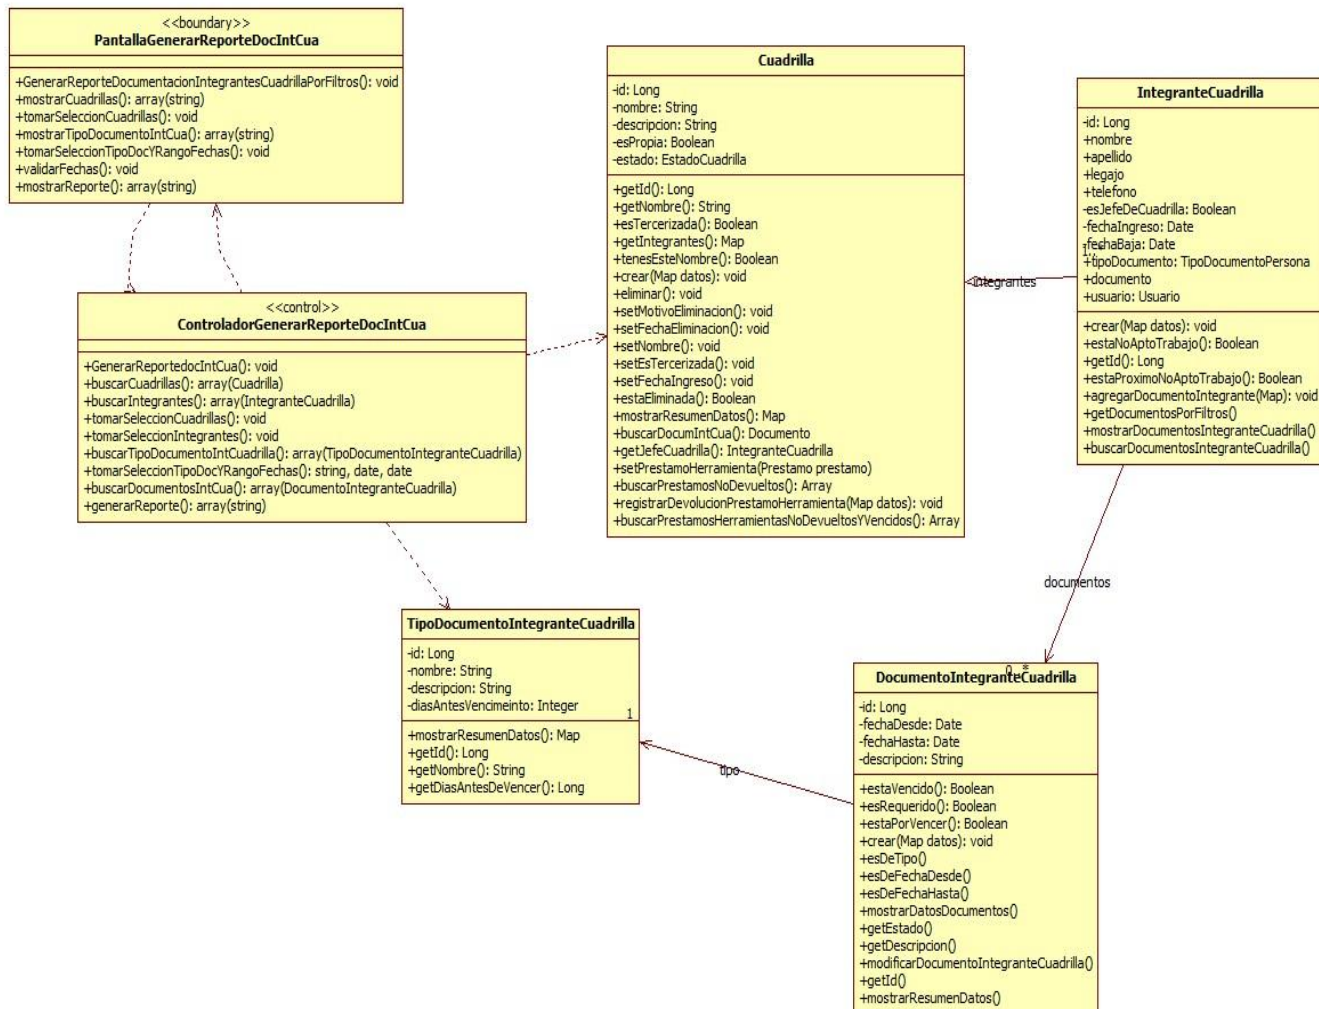 <<boundary>>
PantallaGenerarReporteDocIntCua
+GenerarReporteDocumentacionIntegrantesCuadrillaPorFiltros(): void
+mostrarCuadrillas(): array(string)
+tomarSeleccionCuadrillas(): void
+mostrarTipoDocumentoIntCua(): array(string)
+tomarSeleccionTipoDocYRangoFechas(): void
+validarFechas(): void
+mostrarReporte(): array(string)
<<control>>
ControladorGenerarReporteDocIntCua
+GenerarReportedocIntCua(): void
+buscarCuadrillas(): array(Cuadrilla)
+buscarIntegrantes(): array(IntegranteCuadrilla)
+tomarSeleccionCuadrillas(): void
+tomarSeleccionIntegrantes(): void
+buscarTipoDocumentoIntCuadrilla(): array(TipoDocumentoIntegranteCuadrilla)
+tomarSeleccionTipoDocYRangoFechas(): string, date, date
+buscarDocumentosIntCua(): array(DocumentoIntegranteCuadrilla)
+generarReporte(): array(string)
Cuadrilla
-id: Long
-nombre: String
-descripcion: String
-esPropia: Boolean
-estado: EstadoCuadrilla
+getId(): Long
+getNombre(): String
+esTercerizada(): Boolean
+getIntegrantes(): Map
+tenesEsteNombre(): Boolean
+crear(Map datos): void
+eliminar(): void
+setMotivoEliminacion(): void
+setFechaEliminacion(): void
+setNombre(): void
+setEsTercerizada(): void
+setFechaIngreso(): void
+estaEliminada(): Boolean
+mostrarResumenDatos(): Map
+buscarDocumIntCua(): Documento
+getJefeCuadrilla(): IntegranteCuadrilla
+setPrestamoHerramienta(Prestamo prestamo)
+buscarPrestamosNoDevueltos(): Array
+registrarDevolucionPrestamoHerramienta(Map datos): void
+buscarPrestamosHerramientasNoDevueltosYVencidos(): Array
integrantes
IntegranteCuadrilla
-id: Long
+nombre
+apellido
+legajo
+telefono
-esJefeDeCuadrilla: Boolean
-fechaIngreso: Date
-fechaBaja: Date
+tipoDocumento: TipoDocumentoPersona
+documento
+usuario: Usuario
+crear(Map datos): void
+estaNoAptoTrabajo(): Boolean
+getId(): Long
+estaProximoNoAptoTrabajo(): Boolean
+agregarDocumentoIntegrante(Map): void
+getDocumentosPorFiltros()
+mostrarDocumentosIntegranteCuadrilla()
+buscarDocumentosIntegranteCuadrilla()
documentos
TipoDocumentoIntegranteCuadrilla
-id: Long
-nombre: String
-descripcion: String
-diasAntesVencimeinto: Integer
1
+mostrarResumenDatos(): Map
+getId(): Long
+getNombre(): String
+getDiasAntesDeVencer(): Long
tipo
0..*
DocumentoIntegranteCuadrilla
-id: Long
-fechaDesde: Date
-fechaHasta: Date
-descripcion: String
+estaVencido(): Boolean
+esRequerido(): Boolean
+estaPorVencer(): Boolean
+crear(Map datos): void
+esDeTipo()
+esDeFechaDesde()
+esDeFechaHasta()
+mostrarDatosDocumentos()
+getEstado()
+getDescripcion()
+modificarDocumentoIntegranteCuadrilla()
+getId()
+mostrarResumenDatos()